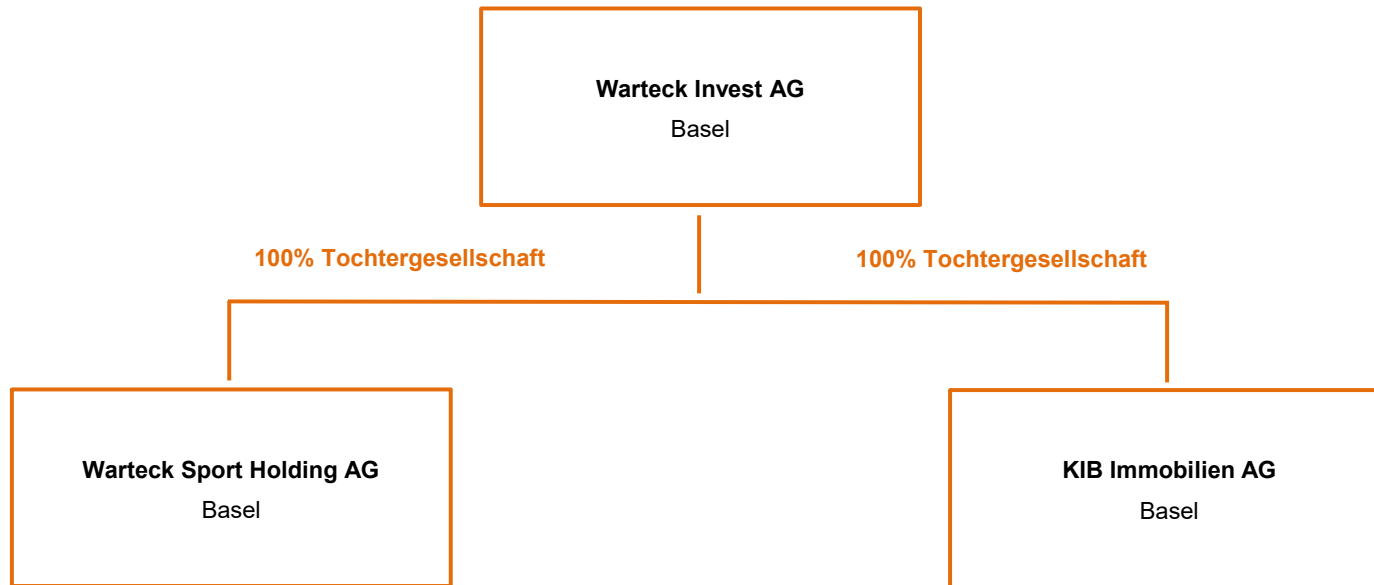 Warteck Invest AG
Basel
100% Tochtergesellschaft
100% Tochtergesellschaft
Warteck Sport Holding AG
Basel
KIB Immobilien AG
Basel